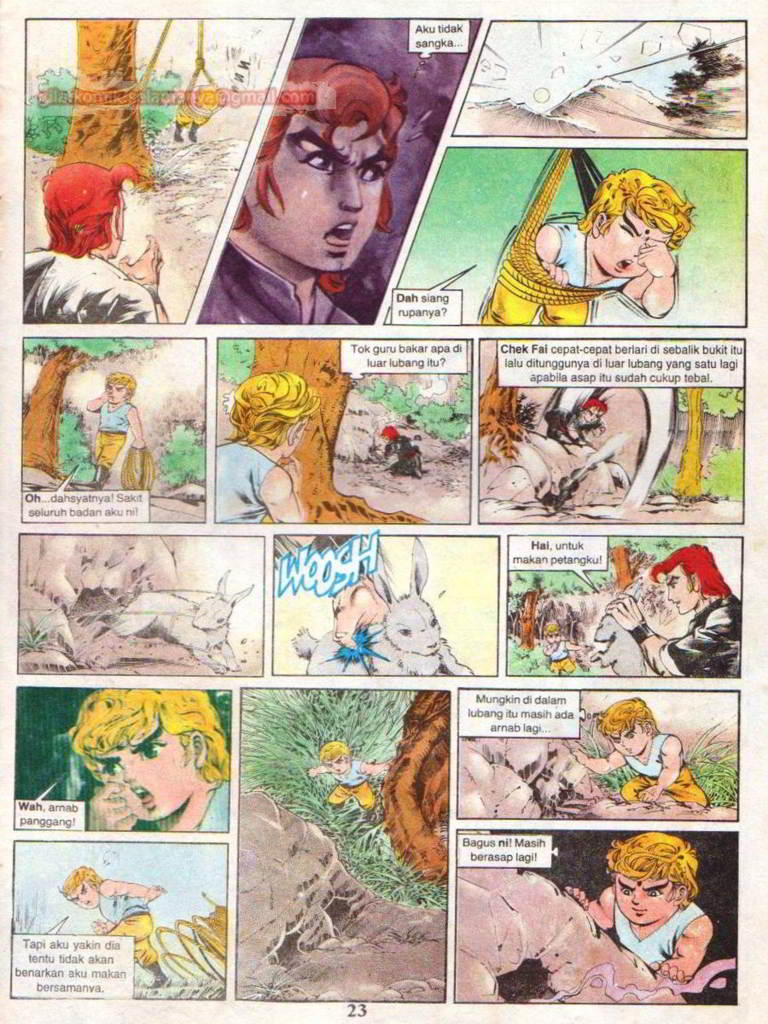 Aku tidak
sangka...
Dah siang
rupanya?
Oh...dahsyatnya! Sakit
seluruh badan aku ni!
Tok guru bakar apa di
luar lubang itu?
Chek Fai cepat-cepat berlari di sebalik bukit itu
lalu ditunggunya di luar lubang yang satu lagi
apabila asap itu sudah cukup tebal.
WOOSH
Hai, untuk
makan petangku!
Wah, arnab
panggang!
Tapi aku yakin dia
tentu tidak akan
benarkan aku makan
bersamanya.
Mungkin di dalam
lubang itu masih ada
arnab lagi...
Bagus ni! Masih
berasap lagi!
23